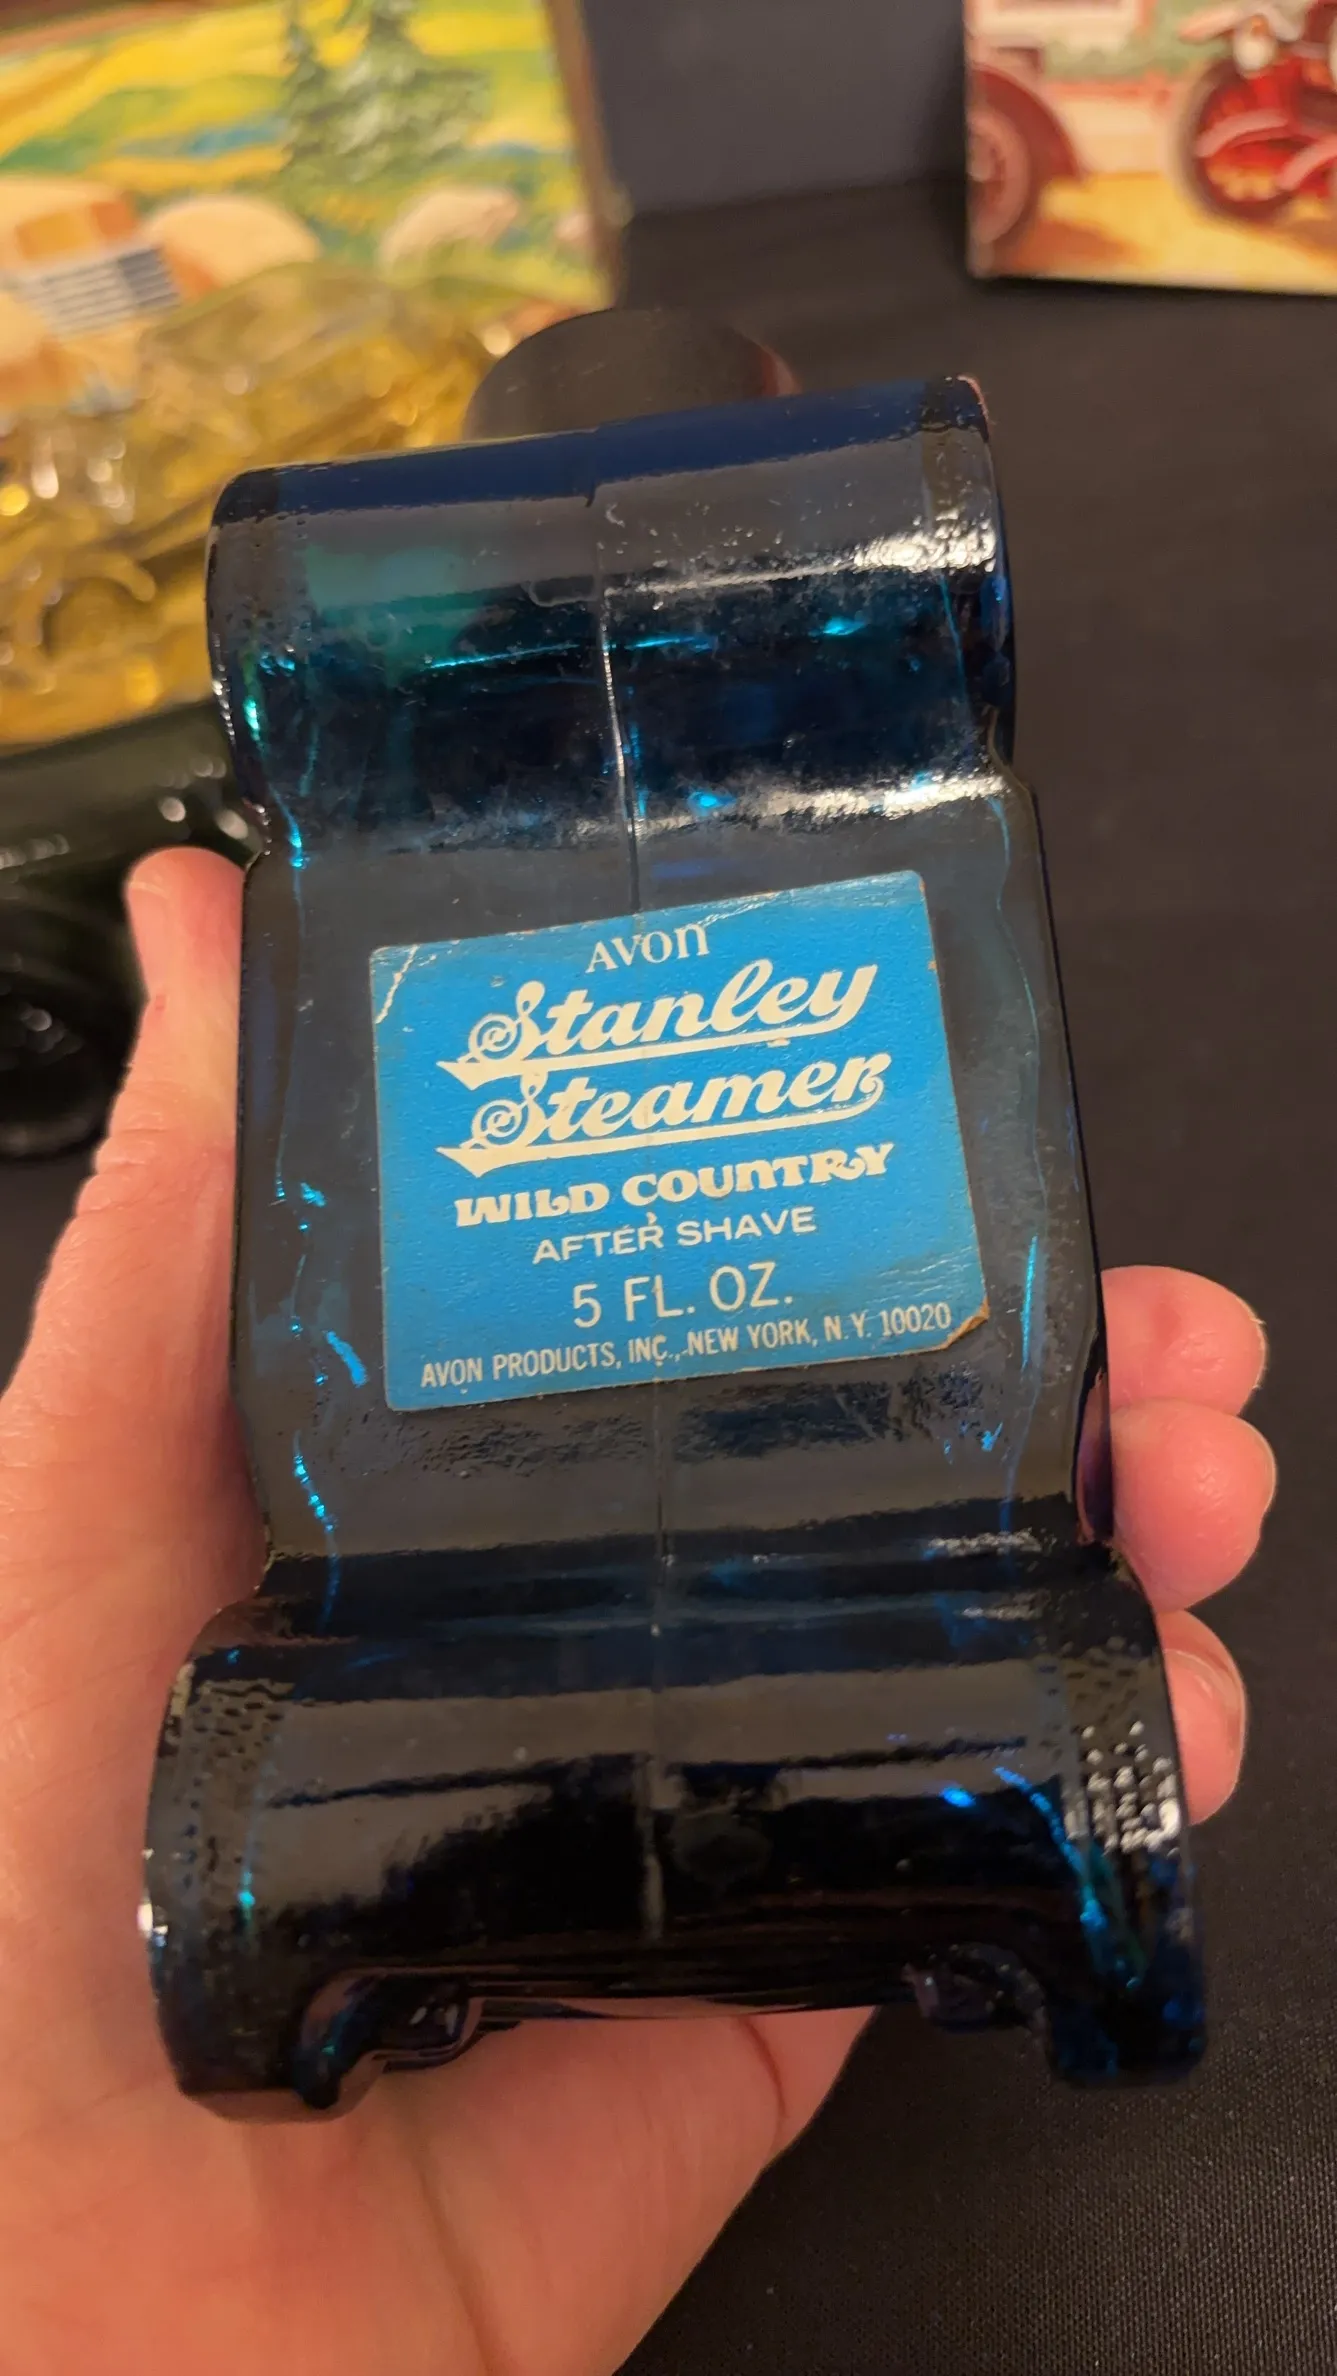 AVON
Stanley
Steamer
WILD COUNTRY
AFTER SHAVE
5 FL. OZ.
AVON PRODUCTS, INC., NEW YORK, N.Y. 10020